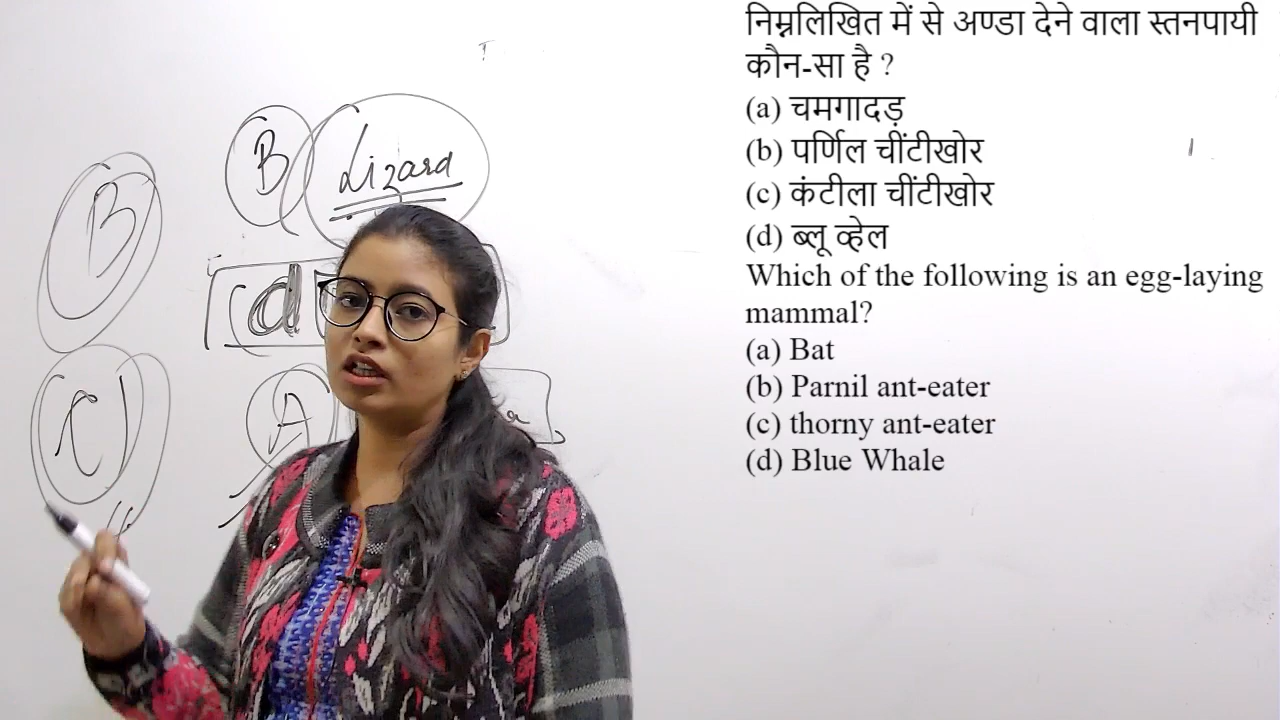 B
B Lizard
(d
(C)
A
निम्नलिखित में से अण्डा देने वाला स्तनपायी
कौन-सा है ?
(a) चमगादड़
(b) पर्णिल चींटीखोर
(c) कंटीला चींटीखोर
(d) ब्लू व्हेल
Which of the following is an egg-laying
mammal?
(a) Bat
(b) Parnil ant-eater
(c) thorny ant-eater
(d) Blue Whale